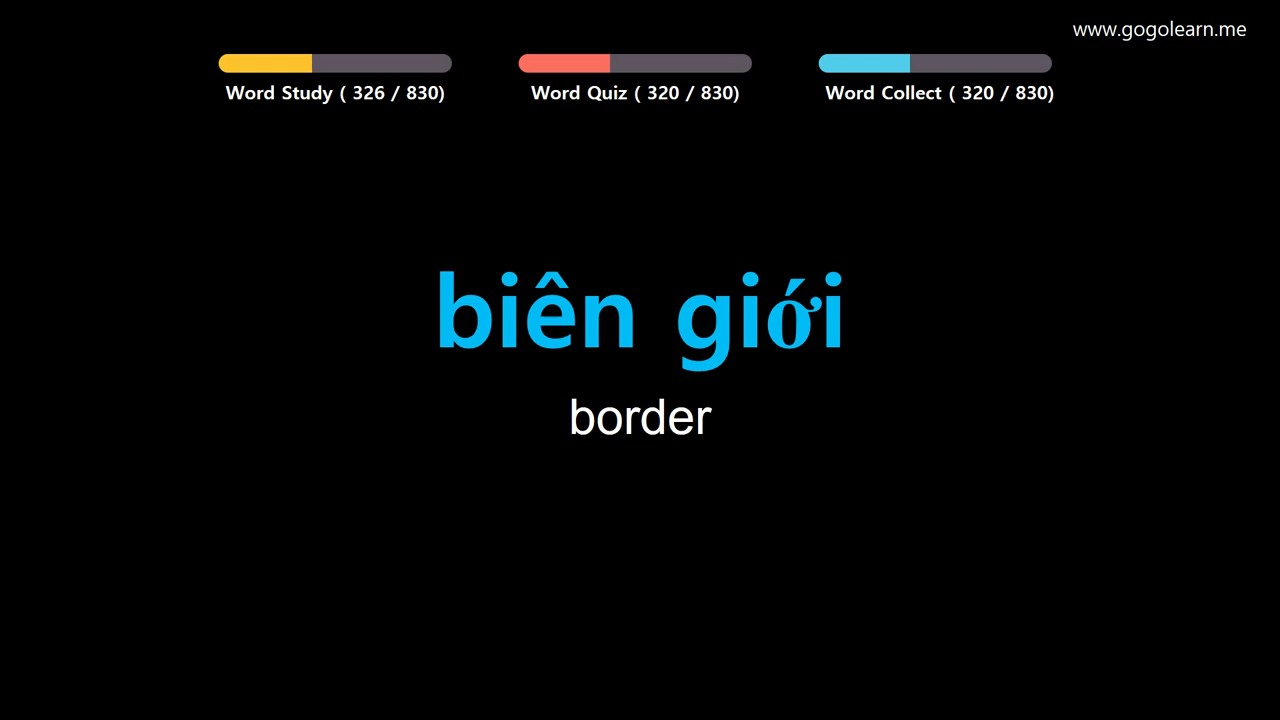 www.gogolearn.me
Word Study ( 326 / 830)
Word Quiz ( 320 / 830)
Word Collect ( 320 / 830)
biên giới
border